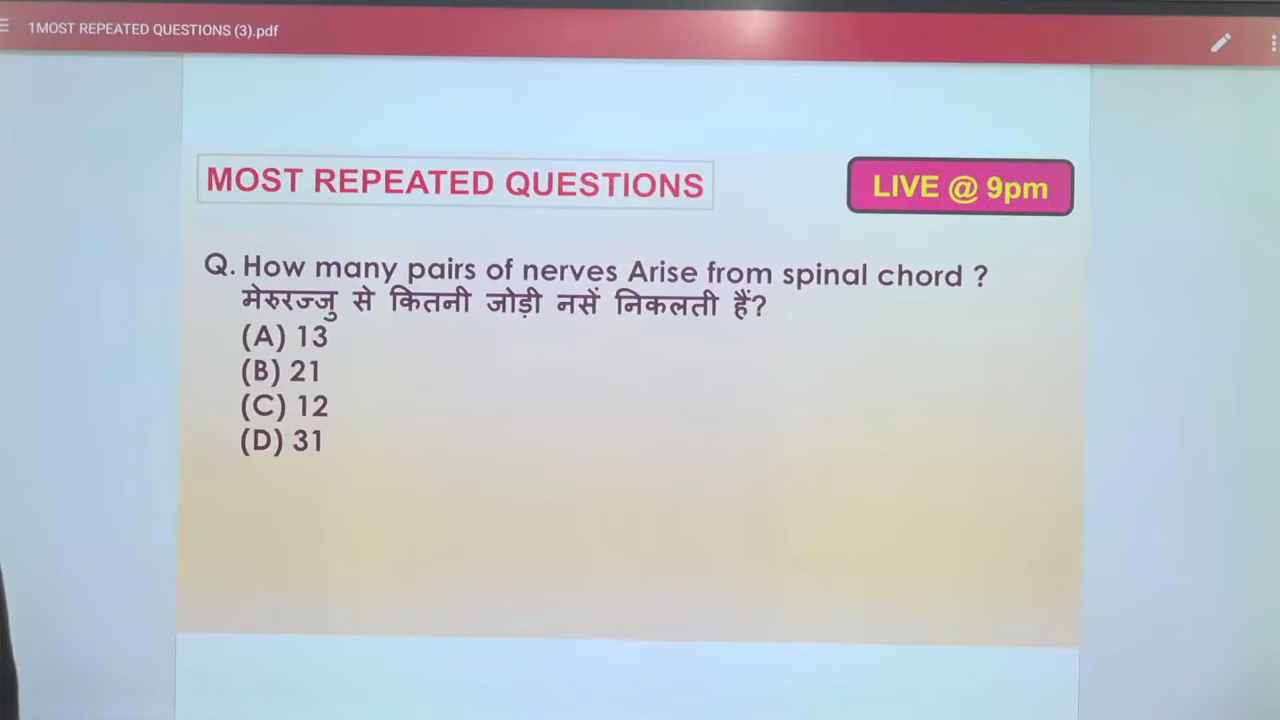 1MOST REPEATED QUESTIONS (3).pdf
MOST REPEATED QUESTIONS
LIVE @ 9pm
Q. How many pairs of nerves Arise from spinal chord ?
मेरुरज्जु से कितनी जोड़ी नसें निकलती हैं?
(A) 13
(B) 21
(C) 12
(D) 31